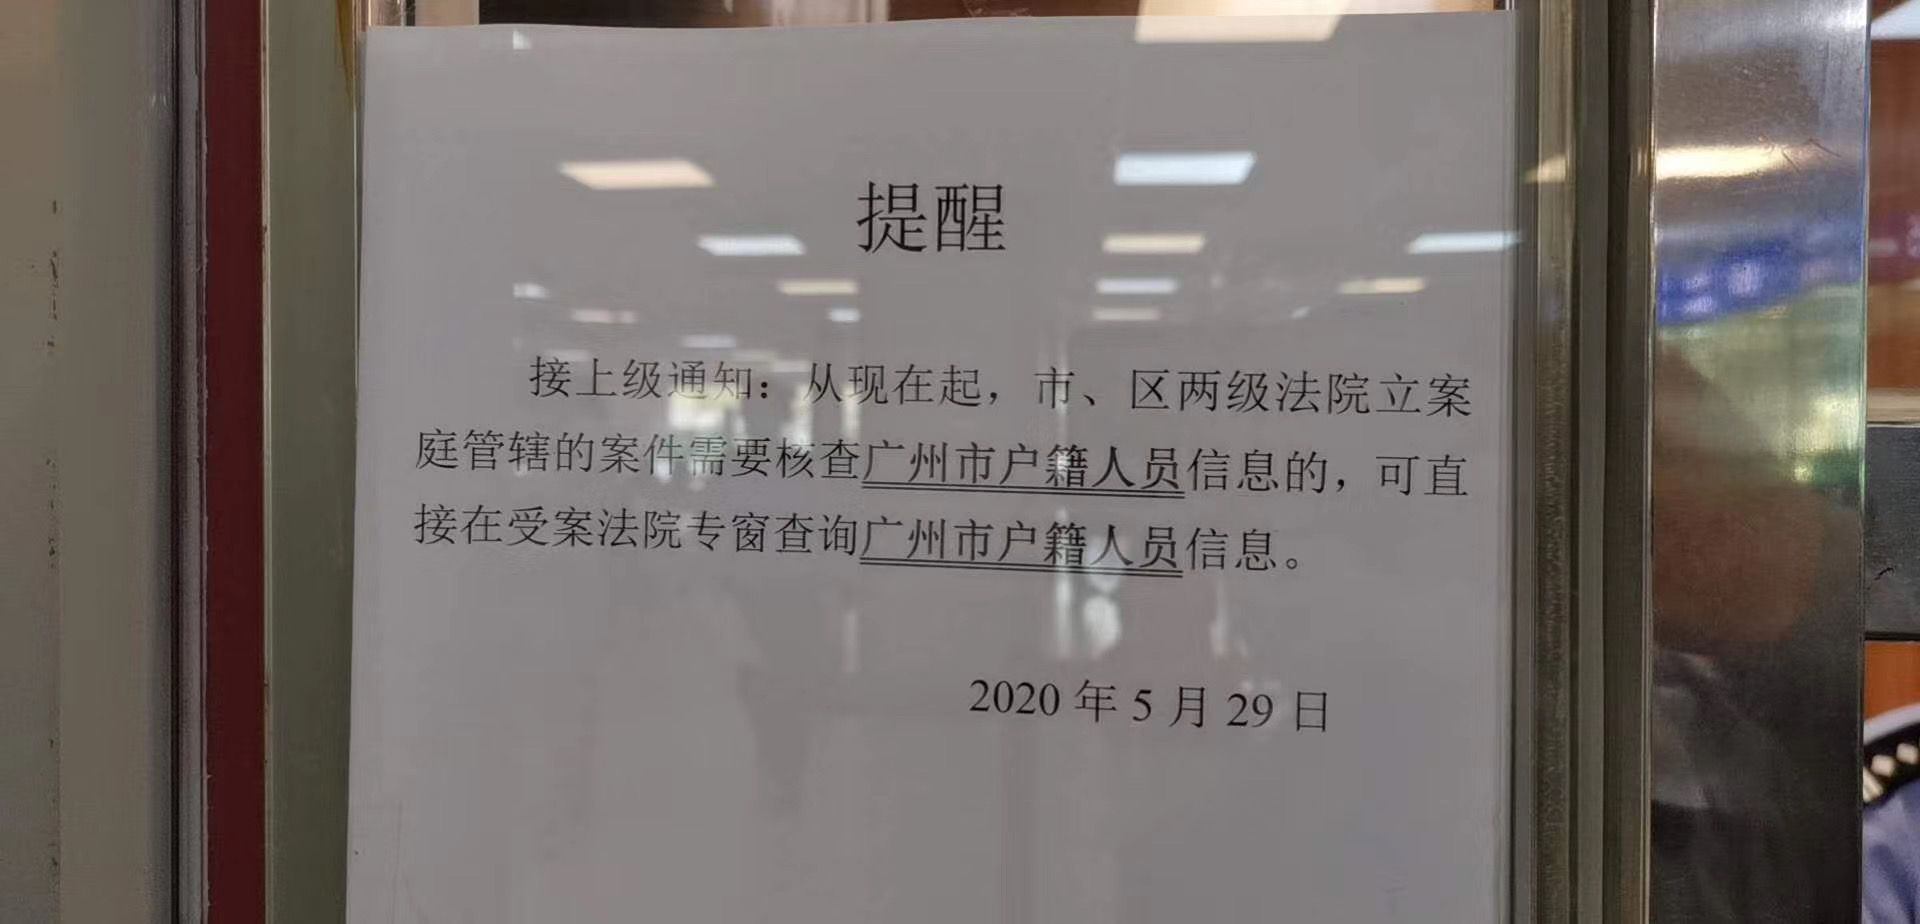 提醒
接上级通知：从现在起，市、区两级法院立案
庭管辖的案件需要核查广州市户籍人员信息的，可直
接在受案法院专窗查询广州市户籍人员信息。
2020年5月29日